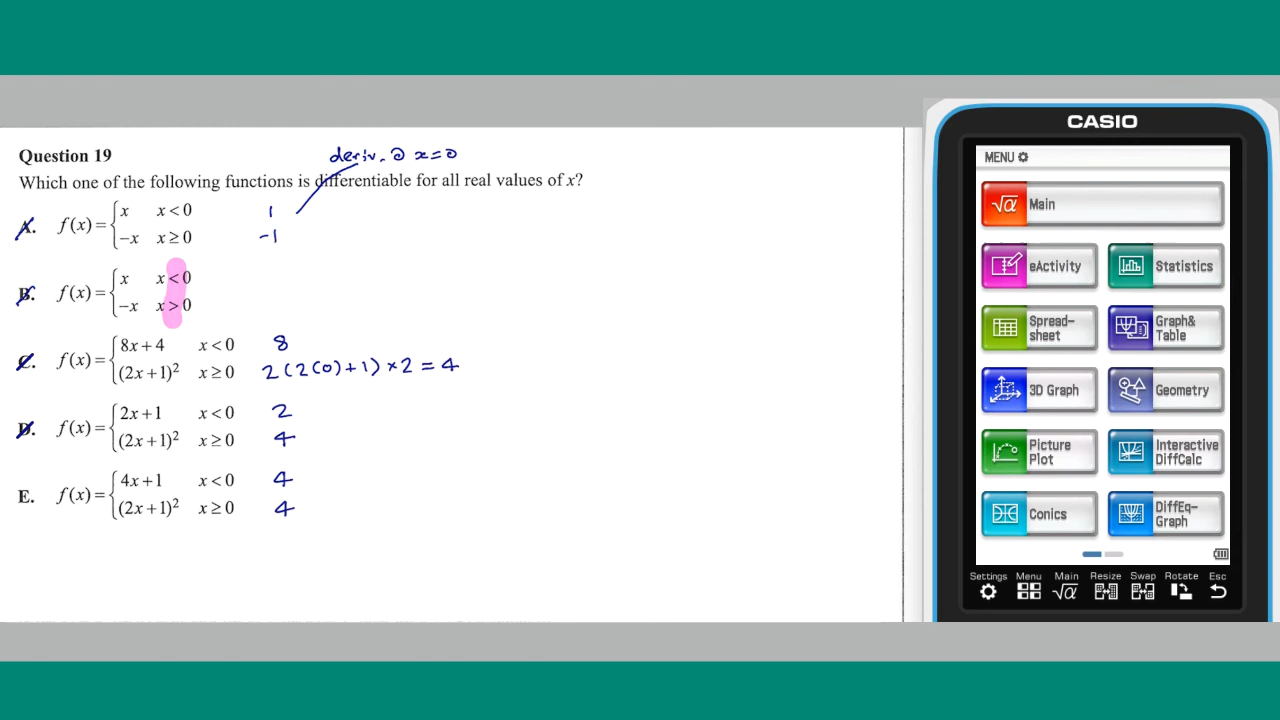 Question 19
deriv. @ x=0
Which one of the following functions is differentiable for all real values of x?
A. f(x) = { x x < 0 1
−x x ≥ 0 −1
B. f(x) = { x x < 0
−x x > 0
C. f(x) = { 8x + 4 x < 0 8
(2x + 1)² x ≥ 0 2(2(0)+1)×2=4
D. f(x) = { 2x + 1 x < 0 2
(2x + 1)² x ≥ 0 4
E. f(x) = { 4x + 1 x < 0 4
(2x + 1)² x ≥ 0 4
CASIO
MENU
√α Main
eActivity
Statistics
Spread-
sheet
Graph&
Table
3D Graph
Geometry
Picture
Plot
Interactive
DiffCalc
Conics
DiffEq-
Graph
Settings Menu Main Resize Swap Rotate Esc
√α